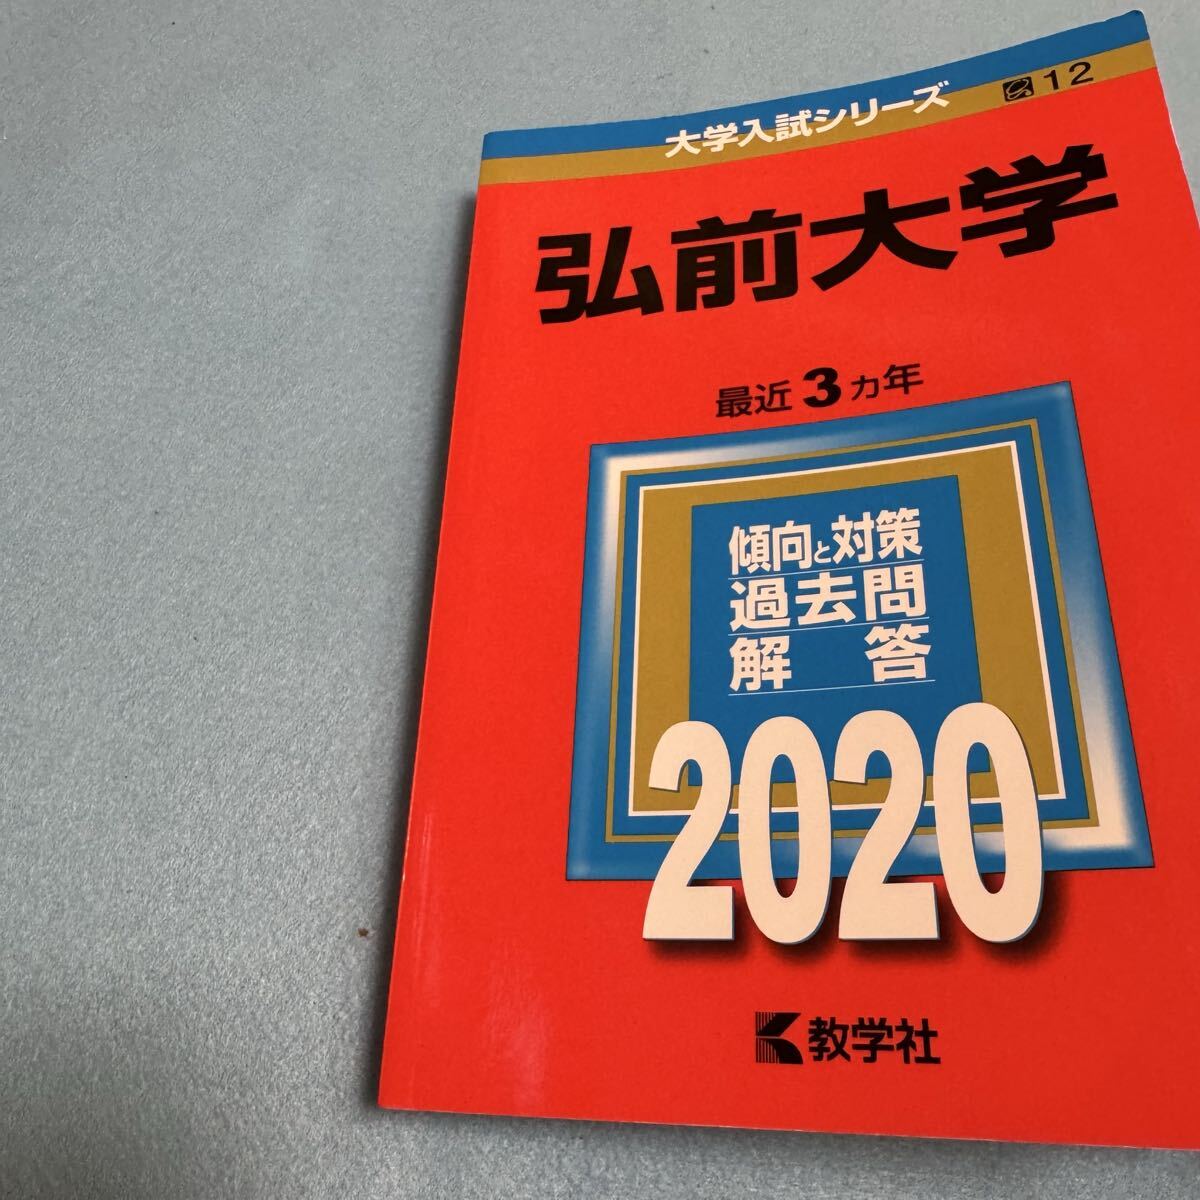 大学入試シリーズ
12
弘前大学
最近3ヵ年
傾向と対策
過去問
解答
2020
教学社